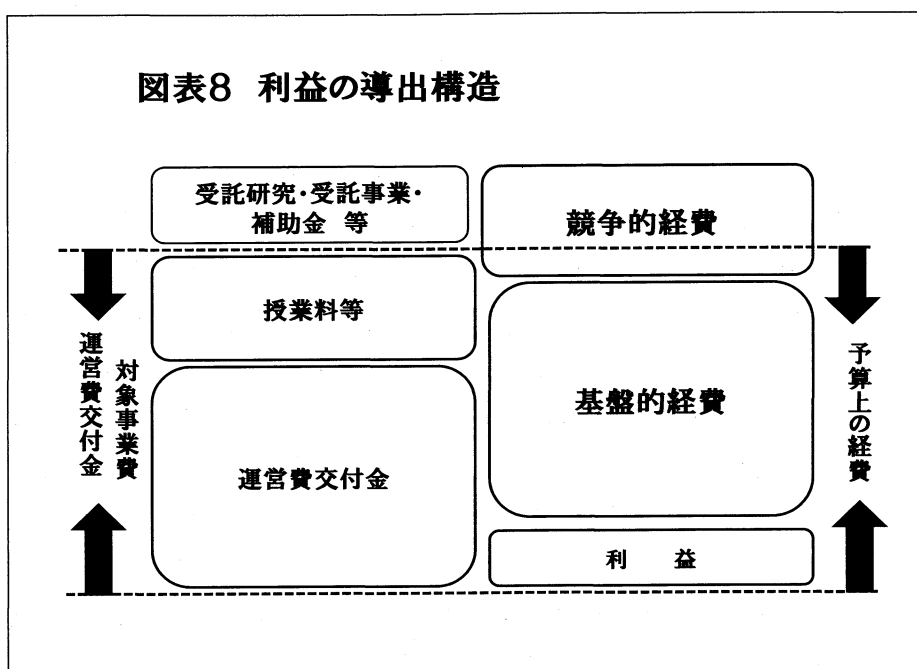 図表8 利益の導出構造
受託研究・受託事業・
補助金 等
競争的経費
授業料等
基盤的経費
運営費交付金
利 益
運営費交付金
対象事業費
予算上の経費